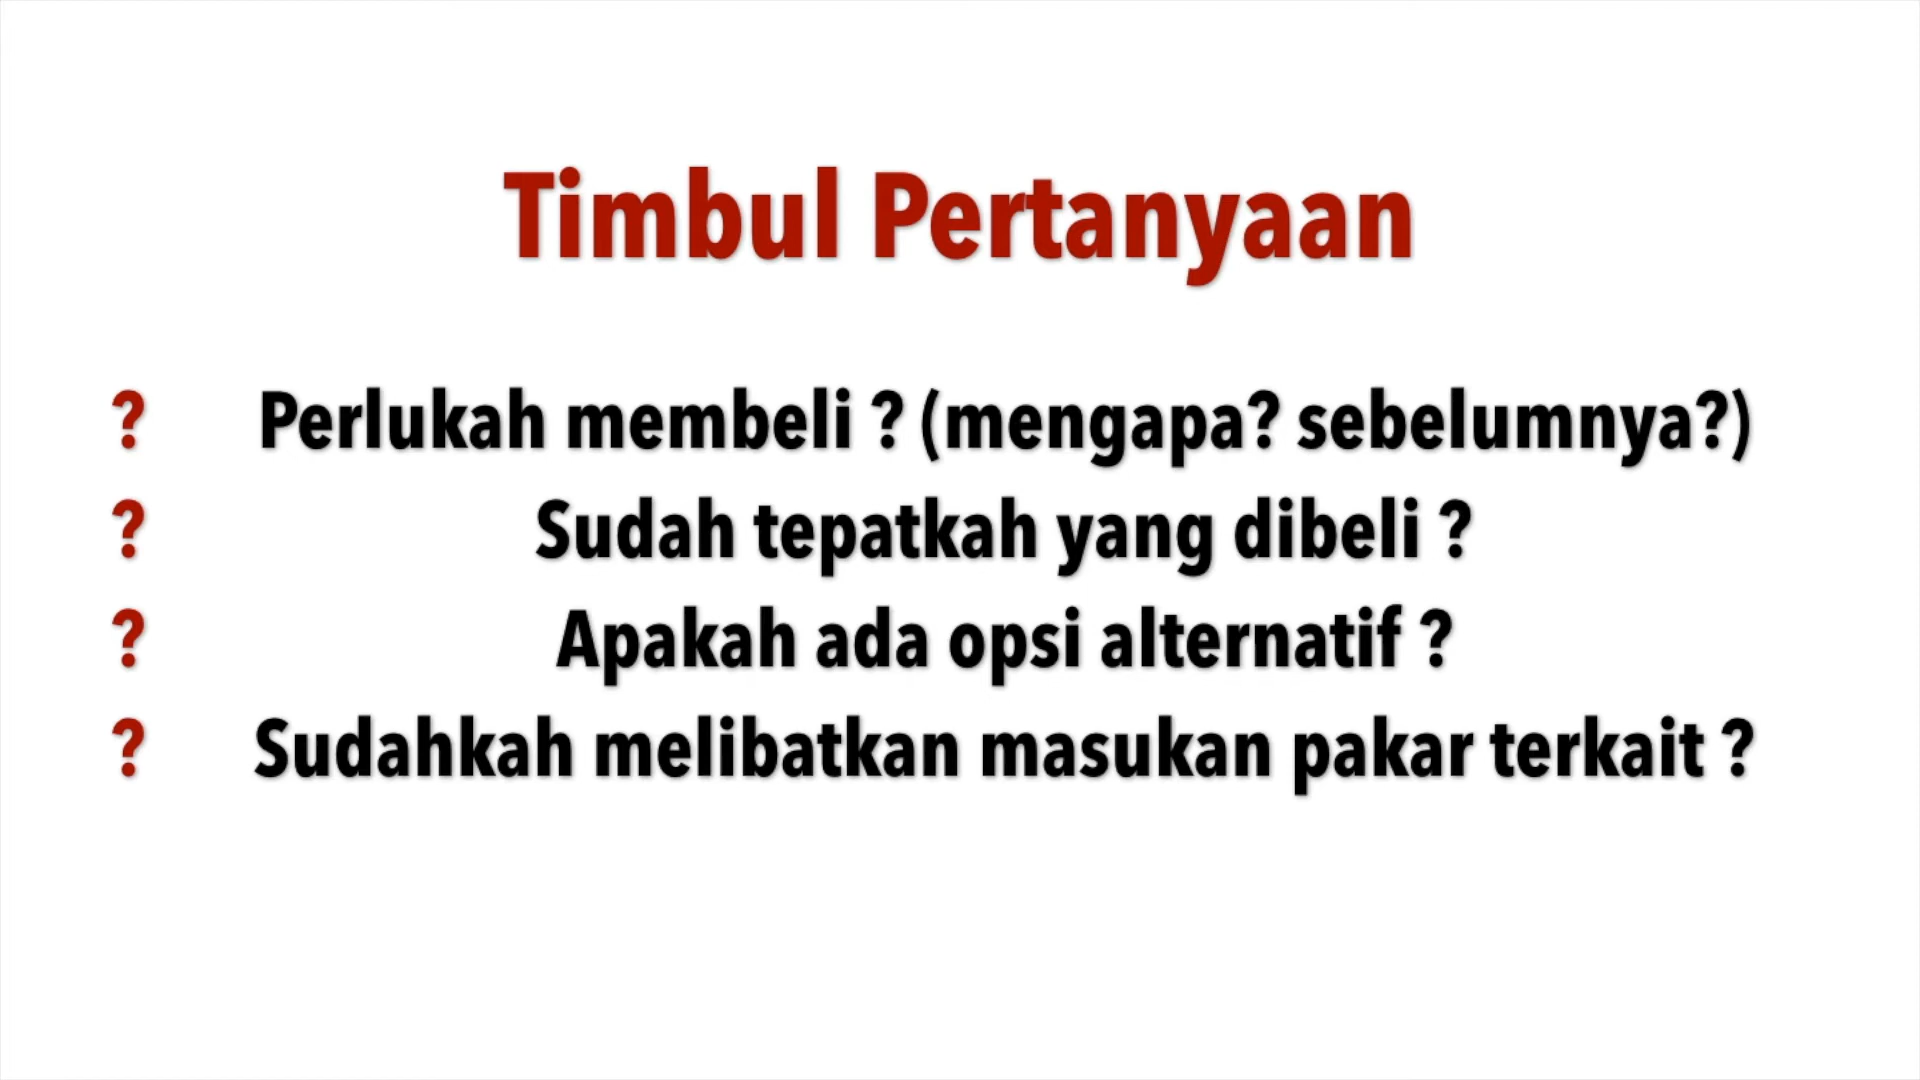 Timbul Pertanyaan
? Perlukah membeli ? (mengapa? sebelumnya?)
? Sudah tepatkah yang dibeli ?
? Apakah ada opsi alternatif ?
? Sudahkah melibatkan masukan pakar terkait ?